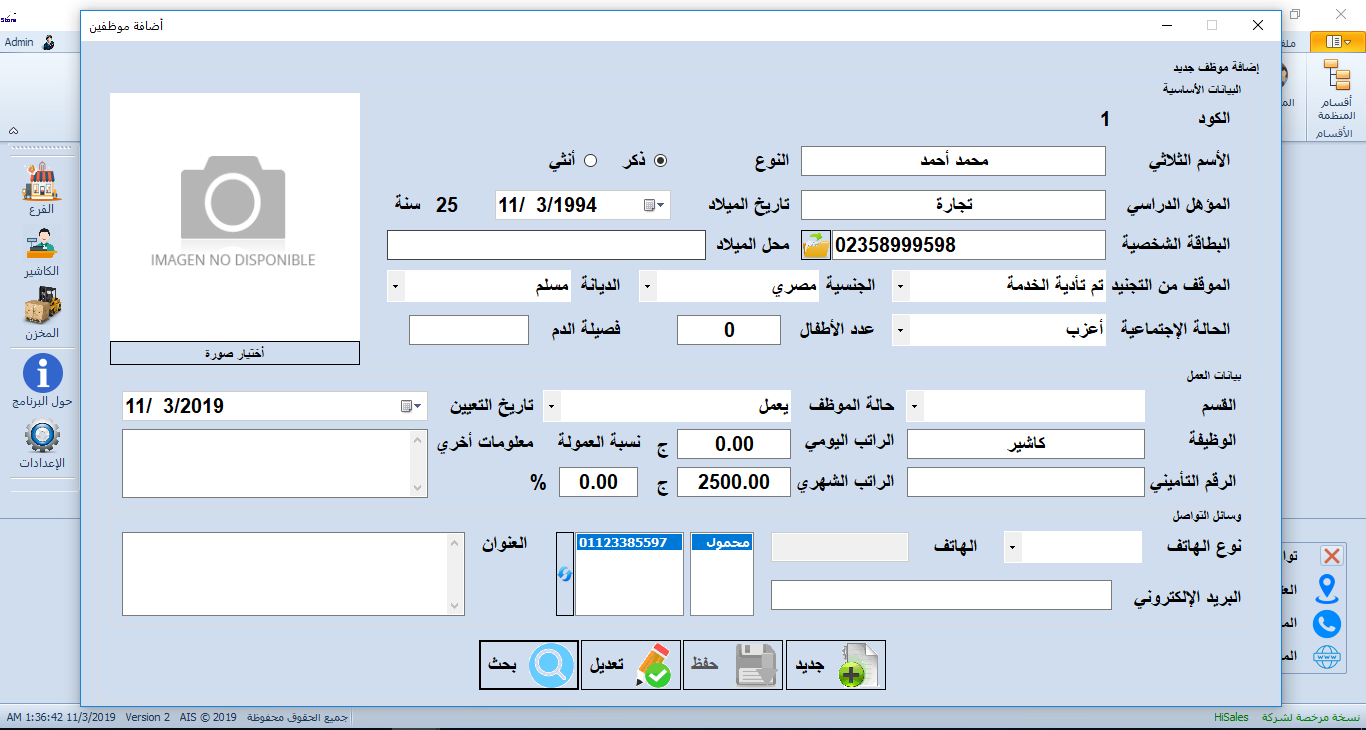 أضافة موظفين
Admin
إضافة موظف جديد
البيانات الأساسية
الكود 1
الأسم الثلاثي محمد أحمد النوع ذكر أنثي
المؤهل الدراسي تجارة تاريخ الميلاد 11/ 3/1994 25 سنة
البطاقة الشخصية 02358999598 محل الميلاد
الموقف من التجنيد تم تأدية الخدمة الجنسية مصري الديانة مسلم
الحالة الإجتماعية أعزب عدد الأطفال 0 فصيلة الدم
IMAGEN NO DISPONIBLE
أختيار صورة
بيانات العمل
القسم حالة الموظف يعمل تاريخ التعيين 11/ 3/2019
الوظيفة كاشير الراتب اليومي 0.00 ج نسبة العمولة معلومات أخري
الرقم التأميني الراتب الشهري 2500.00 ج 0.00 %
وسائل التواصل
نوع الهاتف الهاتف محمول 01123385597 العنوان
البريد الإلكتروني
جديد حفظ تعديل بحث
أقسام
المنظمة
الأقسام
الفرع
الكاشير
المخزن
حول البرنامج
الإعدادات
WWW
نسخة مرخصة لشركة HiSales
جميع الحقوق محفوظة AIS © 2019 Version 2 11/3/2019 1:36:42 AM